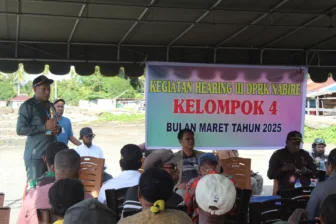 KEGIATAN HEARING III DPRK NABIRE
KELOMPOK 4
BULAN MARET TAHUN 2025